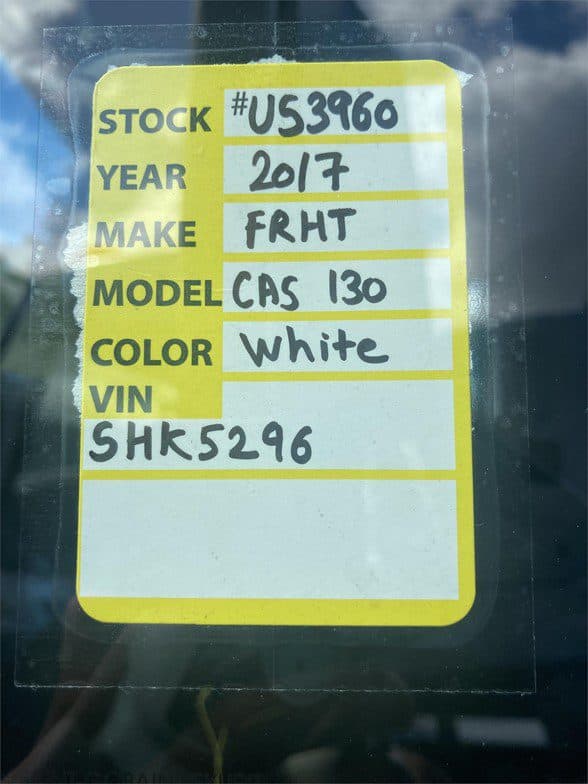 STOCK #US3960
YEAR 2017
MAKE FRHT
MODEL CAS 130
COLOR White
VIN
SHK5296